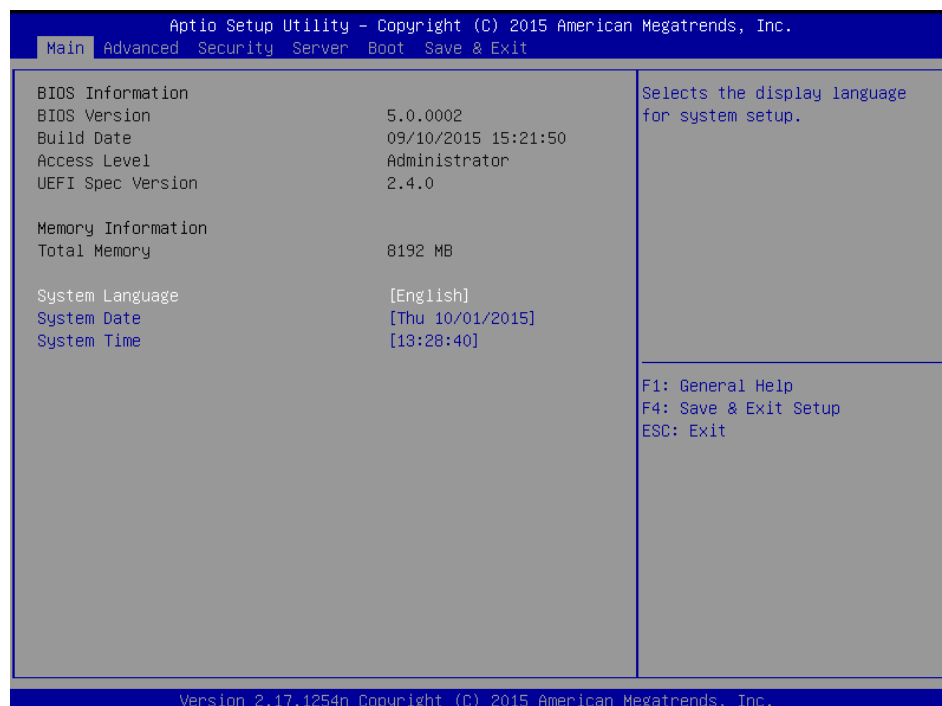 Aptio Setup Utility – Copyright (C) 2015 American Megatrends, Inc.
Main Advanced Security Server Boot Save & Exit
BIOS Information
BIOS Version 5.0.0002
Build Date 09/10/2015 15:21:50
Access Level Administrator
UEFI Spec Version 2.4.0
Memory Information
Total Memory 8192 MB
System Language [English]
System Date [Thu 10/01/2015]
System Time [13:28:40]
Selects the display language
for system setup.
F1: General Help
F4: Save & Exit Setup
ESC: Exit
Version 2.17.1254n Copyright (C) 2015 American Megatrends, Inc.